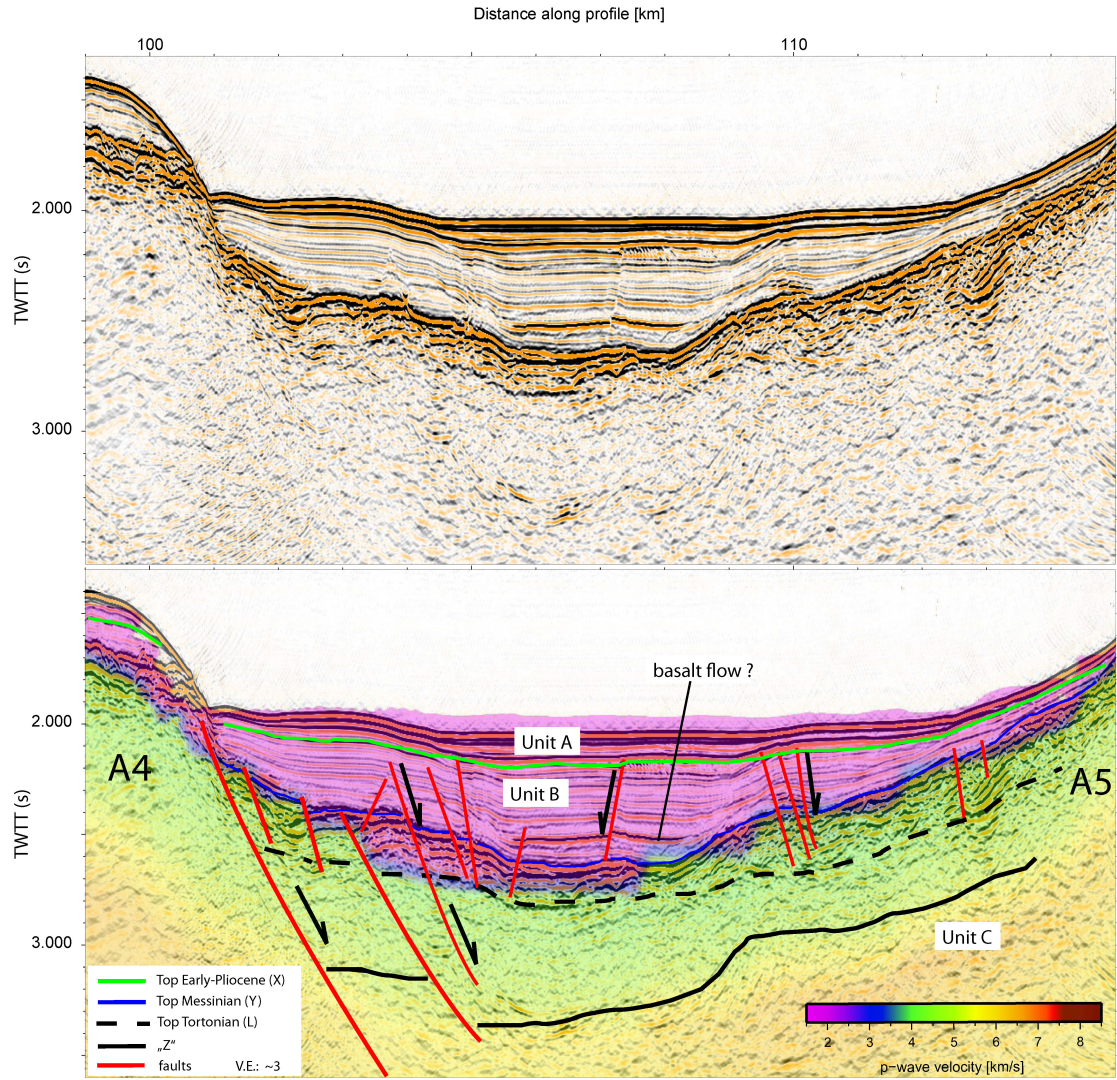 Distance along profile [km]
100 110
2.000
TWTT (s)
3.000
basalt flow ?
2.000
Unit A
A4 A5
Unit B
TWTT (s)
3.000
Unit C
Top Early-Pliocene (X)
Top Messinian (Y)
Top Tortonian (L)
„Z“
faults V.E.: ~3
2 3 4 5 6 7 8
p-wave velocity [km/s]